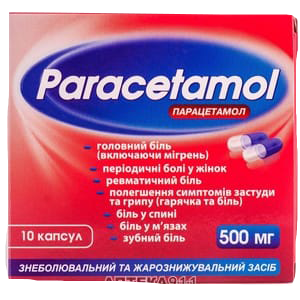 Paracetamol
ПАРАЦЕТАМОЛ
головний біль
(включаючи мігрень)
періодичні болі у жінок
ревматичний біль
полегшення симптомів застуди
та грипу (гарячка та біль)
біль у спині
біль у м'язах
зубний біль
10 капсул
500 мг
ЗНЕБОЛЮВАЛЬНИЙ ТА ЖАРОЗНИЖУВАЛЬНИЙ ЗАСІБ